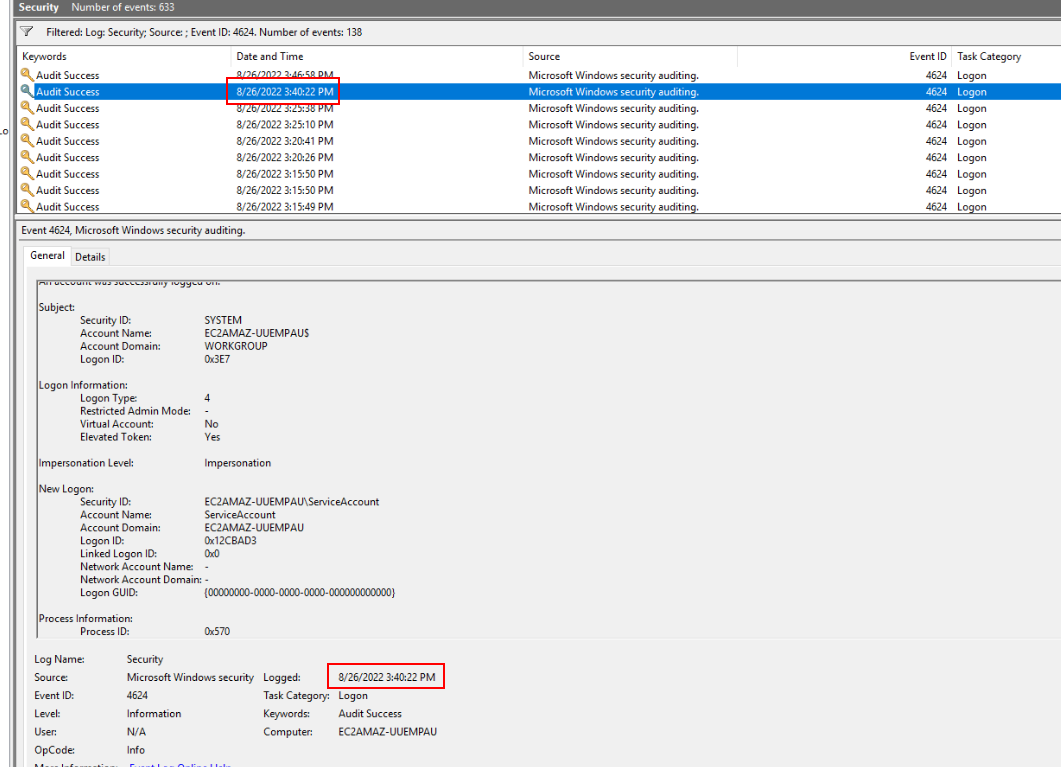 Security Number of events: 633
Filtered: Log: Security; Source: ; Event ID: 4624. Number of events: 138
Keywords Date and Time Source Event ID Task Category
Audit Success 8/26/2022 3:46:58 PM Microsoft Windows security auditing. 4624 Logon
Audit Success 8/26/2022 3:40:22 PM Microsoft Windows security auditing. 4624 Logon
Audit Success 8/26/2022 3:25:38 PM Microsoft Windows security auditing. 4624 Logon
Audit Success 8/26/2022 3:25:10 PM Microsoft Windows security auditing. 4624 Logon
Audit Success 8/26/2022 3:20:41 PM Microsoft Windows security auditing. 4624 Logon
Audit Success 8/26/2022 3:20:26 PM Microsoft Windows security auditing. 4624 Logon
Audit Success 8/26/2022 3:15:50 PM Microsoft Windows security auditing. 4624 Logon
Audit Success 8/26/2022 3:15:50 PM Microsoft Windows security auditing. 4624 Logon
Audit Success 8/26/2022 3:15:49 PM Microsoft Windows security auditing. 4624 Logon
Event 4624, Microsoft Windows security auditing.
General Details
An account was successfully logged on.
Subject:
Security ID: SYSTEM
Account Name: EC2AMAZ-UUEMPAU$
Account Domain: WORKGROUP
Logon ID: 0x3E7
Logon Information:
Logon Type: 4
Restricted Admin Mode: -
Virtual Account: No
Elevated Token: Yes
Impersonation Level: Impersonation
New Logon:
Security ID: EC2AMAZ-UUEMPAU\ServiceAccount
Account Name: ServiceAccount
Account Domain: EC2AMAZ-UUEMPAU
Logon ID: 0x12CBAD3
Linked Logon ID: 0x0
Network Account Name: -
Network Account Domain: -
Logon GUID: {00000000-0000-0000-0000-000000000000}
Process Information:
Process ID: 0x570
Log Name: Security
Source: Microsoft Windows security Logged: 8/26/2022 3:40:22 PM
Event ID: 4624 Task Category: Logon
Level: Information Keywords: Audit Success
User: N/A Computer: EC2AMAZ-UUEMPAU
OpCode: Info
More Information: Event Log Online Help